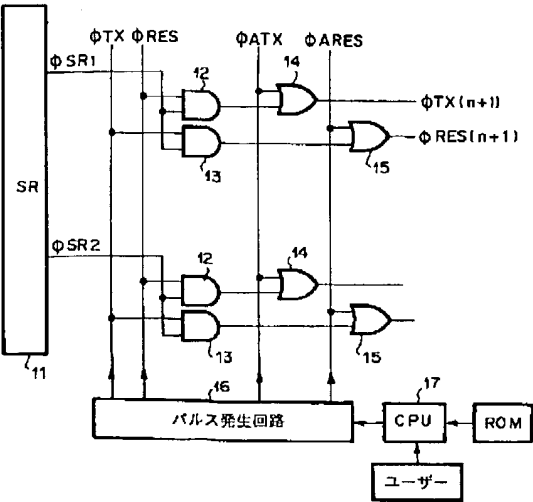 φTX φRES φATX φARES
φSR1
12
14
φTX(n+1)
φRES(n+1)
13
15
SR
φSR2
12
14
13
15
11
16
17
パルス発生回路
CPU
ROM
ユーザー